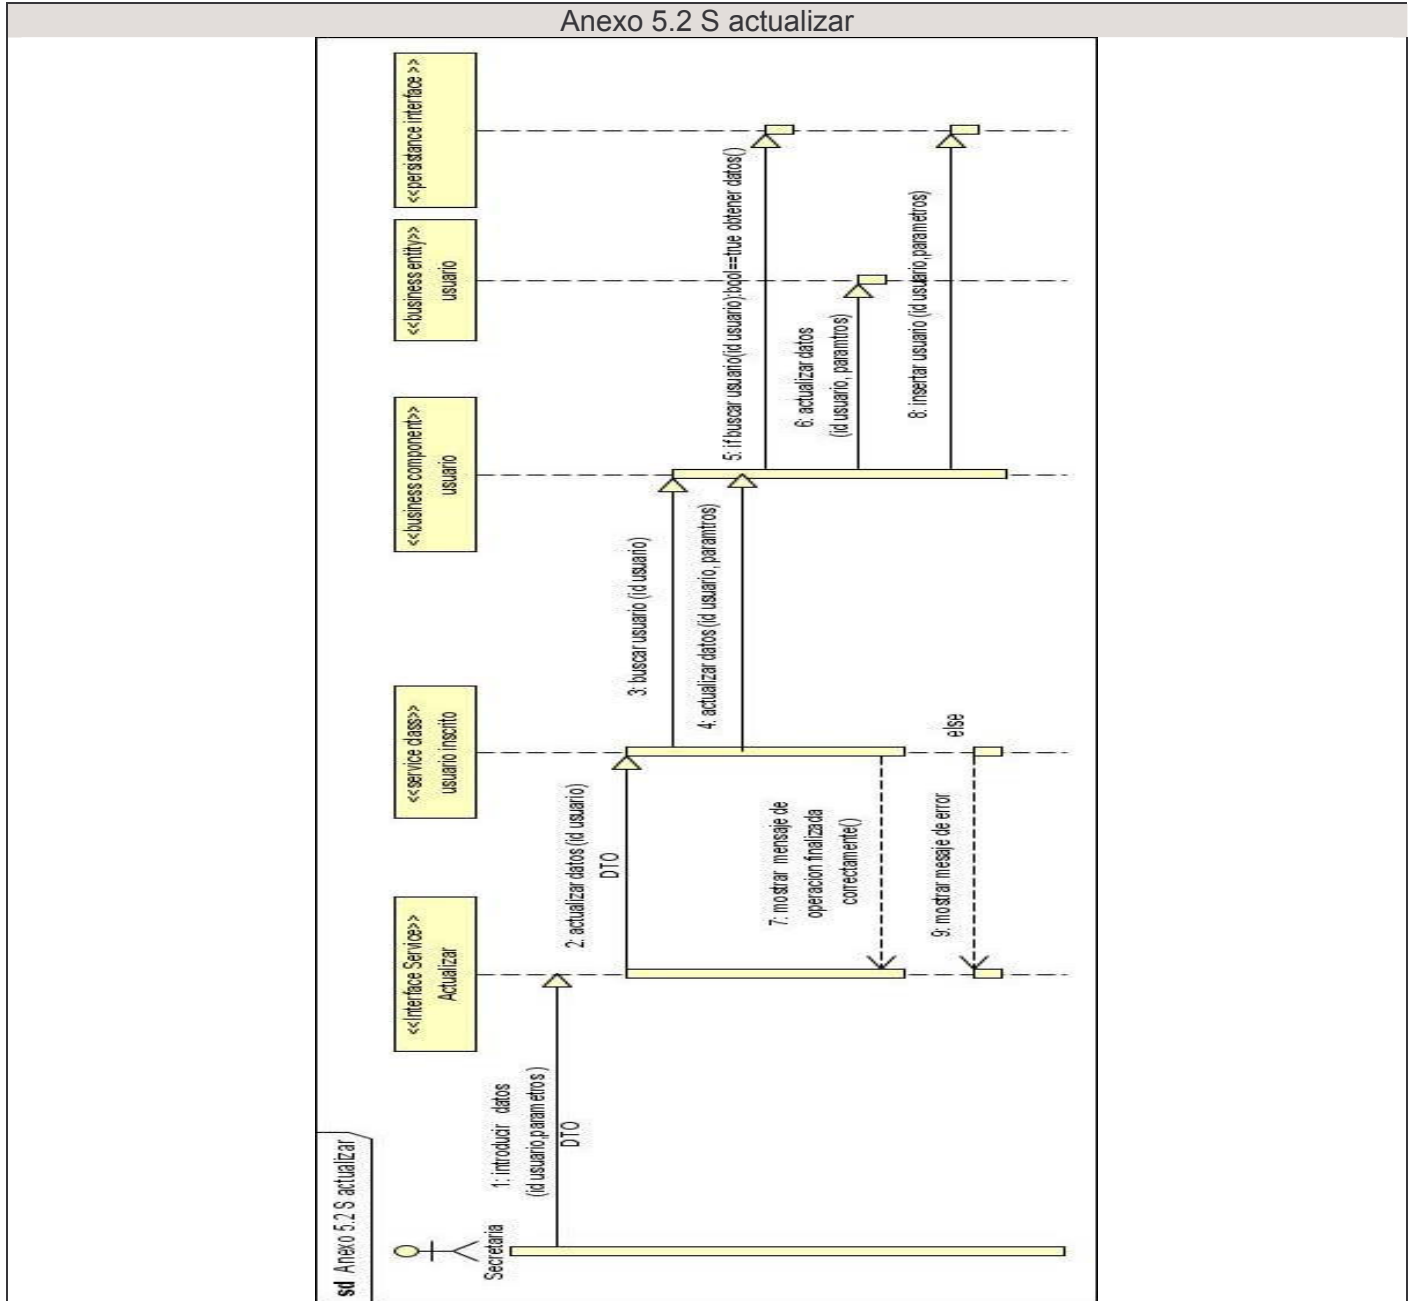 Anexo 5.2 S actualizar
sd Anexo 5.2 S actualizar
Secretaria
<<Interface Service>>
Actualizar
<<service class>>
usuario inscrito
<<business component>>
usuario
<<business entity>>
usuario
<<persistance interface >>
1: introducir datos
(id usuario,parametros )
DTO
2: actualizar datos (id usuario)
DTO
3: buscar usuario (id usuario)
4: actualizar datos (id usuario, paramtros)
5: if buscar usuario(id usuario):bool==true obtener datos()
6: actualizar datos
(id usuario, paramtros)
7: mostrar mensaje de
operacion finalizada
correctamente()
8: insertar usuario (id usuario,parametros)
else
9: mostrar mesaje de error